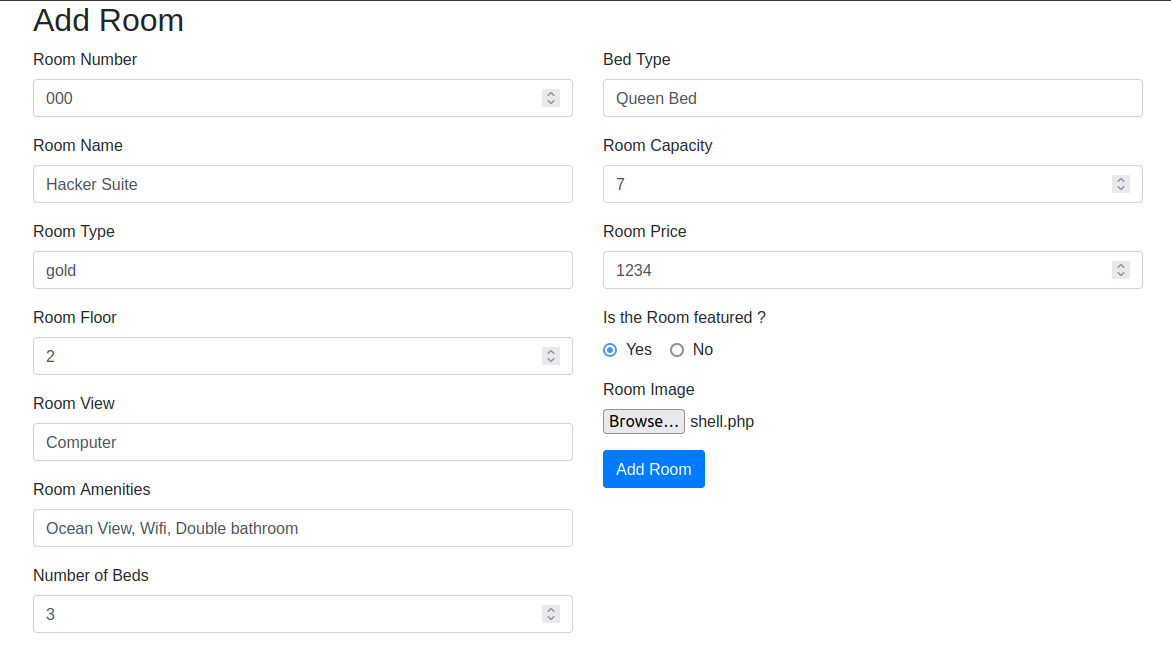 Add Room
Room Number
000
Room Name
Hacker Suite
Room Type
gold
Room Floor
2
Room View
Computer
Room Amenities
Ocean View, Wifi, Double bathroom
Number of Beds
3
Bed Type
Queen Bed
Room Capacity
7
Room Price
1234
Is the Room featured ?
Yes No
Room Image
Browse... shell.php
Add Room